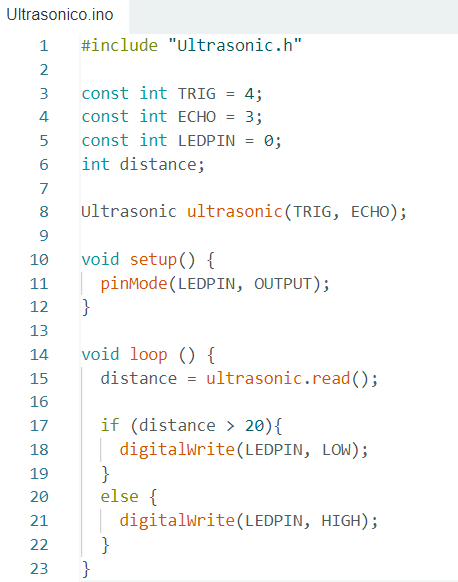 Ultrasonico.ino
1 #include "Ultrasonic.h"
2
3 const int TRIG = 4;
4 const int ECHO = 3;
5 const int LEDPIN = 0;
6 int distance;
7
8 Ultrasonic ultrasonic(TRIG, ECHO);
9
10 void setup() {
11   pinMode(LEDPIN, OUTPUT);
12 }
13
14 void loop () {
15   distance = ultrasonic.read();
16
17   if (distance > 20){
18     digitalWrite(LEDPIN, LOW);
19   }
20   else {
21     digitalWrite(LEDPIN, HIGH);
22   }
23 }